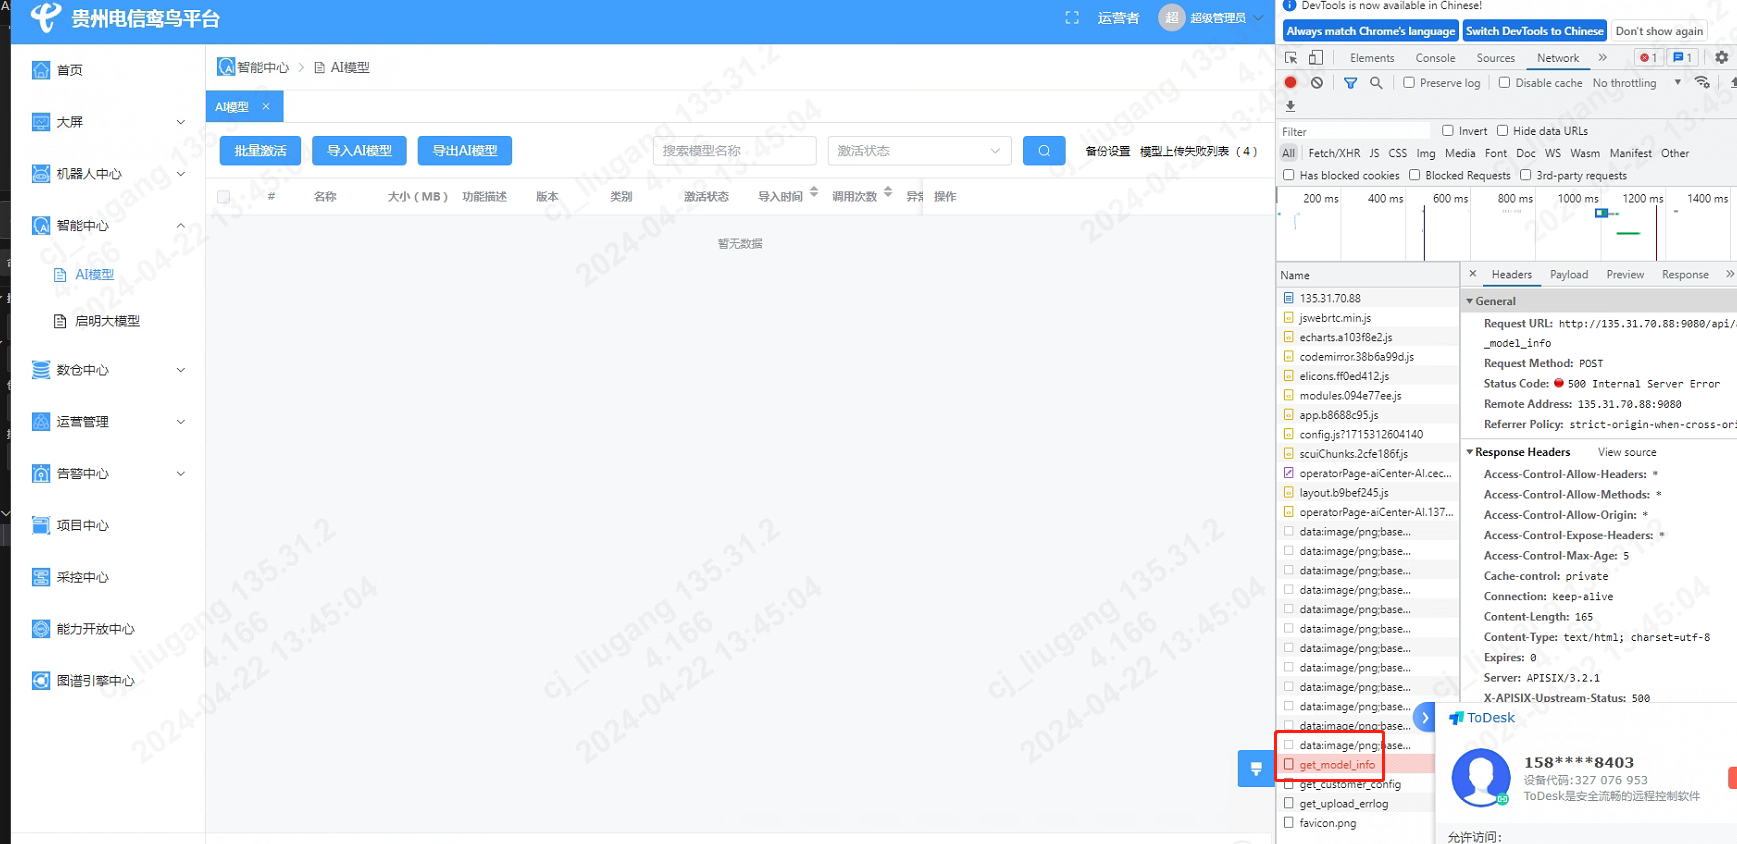 贵州电信鸾鸟平台
运营者
超
超级管理员
首页
大屏
机器人中心
智能中心
AI模型
启明大模型
数仓中心
运营管理
告警中心
项目中心
采控中心
能力开放中心
图谱引擎中心
智能中心
AI模型
AI模型 ×
批量激活
导入AI模型
导出AI模型
搜索模型名称
激活状态
备份设置
模型上传失败列表 ( 4 )
# 名称 大小 ( MB ) 功能描述 版本 类别 激活状态 导入时间 调用次数 异常 操作
暂无数据
cj_liugang 135.31.2
4.166
2024-04-22 13:45:04
DevTools is now available in Chinese!
Always match Chrome's language
Switch DevTools to Chinese
Don't show again
Elements Console Sources Network » 1 1
Preserve log Disable cache No throttling
Filter
Invert Hide data URLs
All Fetch/XHR JS CSS Img Media Font Doc WS Wasm Manifest Other
Has blocked cookies Blocked Requests 3rd-party requests
200 ms 400 ms 600 ms 800 ms 1000 ms 1200 ms 1400 ms
Name
135.31.70.88
jswebrtc.min.js
echarts.a103f8e2.js
codemirror.38b6a99d.js
elicons.ff0ed412.js
modules.094e77ee.js
app.b8688c95.js
config.js?1715312604140
scuiChunks.2cfe186f.js
operatorPage-aiCenter-AI.cec...
layout.b9bef245.js
operatorPage-aiCenter-AI.137...
data:image/png;base...
data:image/png;base...
data:image/png;base...
data:image/png;base...
data:image/png;base...
data:image/png;base...
data:image/png;base...
data:image/png;base...
data:image/png;base...
data:image/png;base...
data:image/png;base...
data:image/png;base...
get_model_info
get_customer_config
get_upload_errlog
favicon.png
× Headers Payload Preview Response »
General
Request URL: http://135.31.70.88:9080/api/
_model_info
Request Method: POST
Status Code: 500 Internal Server Error
Remote Address: 135.31.70.88:9080
Referrer Policy: strict-origin-when-cross-ori
Response Headers View source
Access-Control-Allow-Headers: *
Access-Control-Allow-Methods: *
Access-Control-Allow-Origin: *
Access-Control-Expose-Headers: *
Access-Control-Max-Age: 5
Cache-control: private
Connection: keep-alive
Content-Length: 165
Content-Type: text/html; charset=utf-8
Expires: 0
Server: APISIX/3.2.1
X-APISIX-Upstream-Status: 500
ToDesk
158****8403
设备代码:327 076 953
ToDesk是安全流畅的远程控制软件
允许访问: